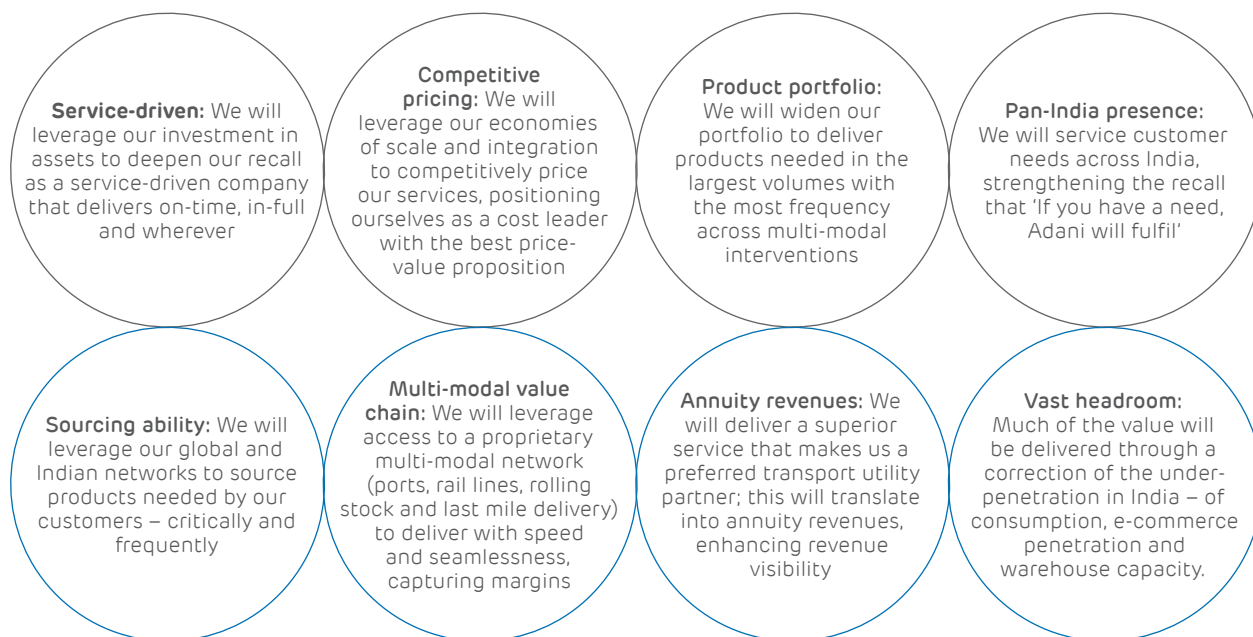 Service-driven: We will
leverage our investment in
assets to deepen our recall
as a service-driven company
that delivers on-time, in-full
and wherever
Competitive
pricing: We will
leverage our economies
of scale and integration
to competitively price
our services, positioning
ourselves as a cost leader
with the best price-
value proposition
Product portfolio:
We will widen our
portfolio to deliver
products needed in the
largest volumes with
the most frequency
across multi-modal
interventions
Pan-India presence:
We will service customer
needs across India,
strengthening the recall
that ‘If you have a need,
Adani will fulfil’
Sourcing ability: We will
leverage our global and
Indian networks to source
products needed by our
customers – critically and
frequently
Multi-modal value
chain: We will leverage
access to a proprietary
multi-modal network
(ports, rail lines, rolling
stock and last mile delivery)
to deliver with speed
and seamlessness,
capturing margins
Annuity revenues: We
will deliver a superior
service that makes us a
preferred transport utility
partner; this will translate
into annuity revenues,
enhancing revenue
visibility
Vast headroom:
Much of the value will
be delivered through a
correction of the under-
penetration in India – of
consumption, e-commerce
penetration and
warehouse capacity.